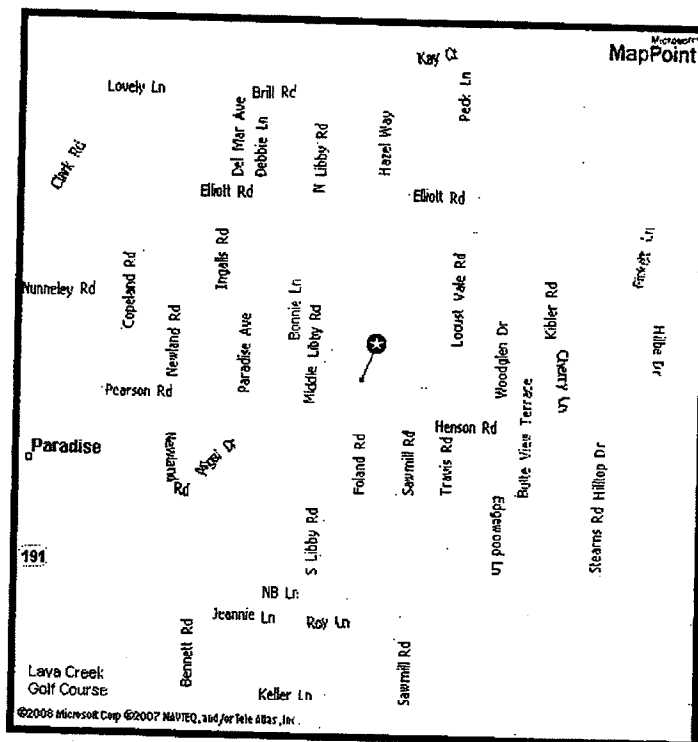 Microsoft
MapPoint
Kay Ct
Lovely Ln
Brill Rd
Peck Ln
Del Mar Ave
Debbie Ln
N Libby Rd
Hazel Way
Clark Rd
Elliott Rd
Elliott Rd
Ingalls Rd
Copeland Rd
Nunneley Rd
Bonnie Ln
Locust Vale Rd
Kibler Rd
Newland Rd
Paradise Ave
Middle Libby Rd
Woodglen Dr
Hilbe Dr
Cherry Ln
Pearson Rd
Butte View Terrace
Henson Rd
Paradise
Newland
Rd
Angel Dr
Foland Rd
Sawmill Rd
Travis Rd
Hilltop Dr
Edgewood Ln
Stearns Rd
S Libby Rd
191
NB Ln
Jeannie Ln
Roy Ln
Bennett Rd
Sawmill Rd
Lava Creek
Golf Course
Keller Ln
©2006 Microsoft Corp ©2007 NAVTEQ, and/or Tele Atlas, Inc.